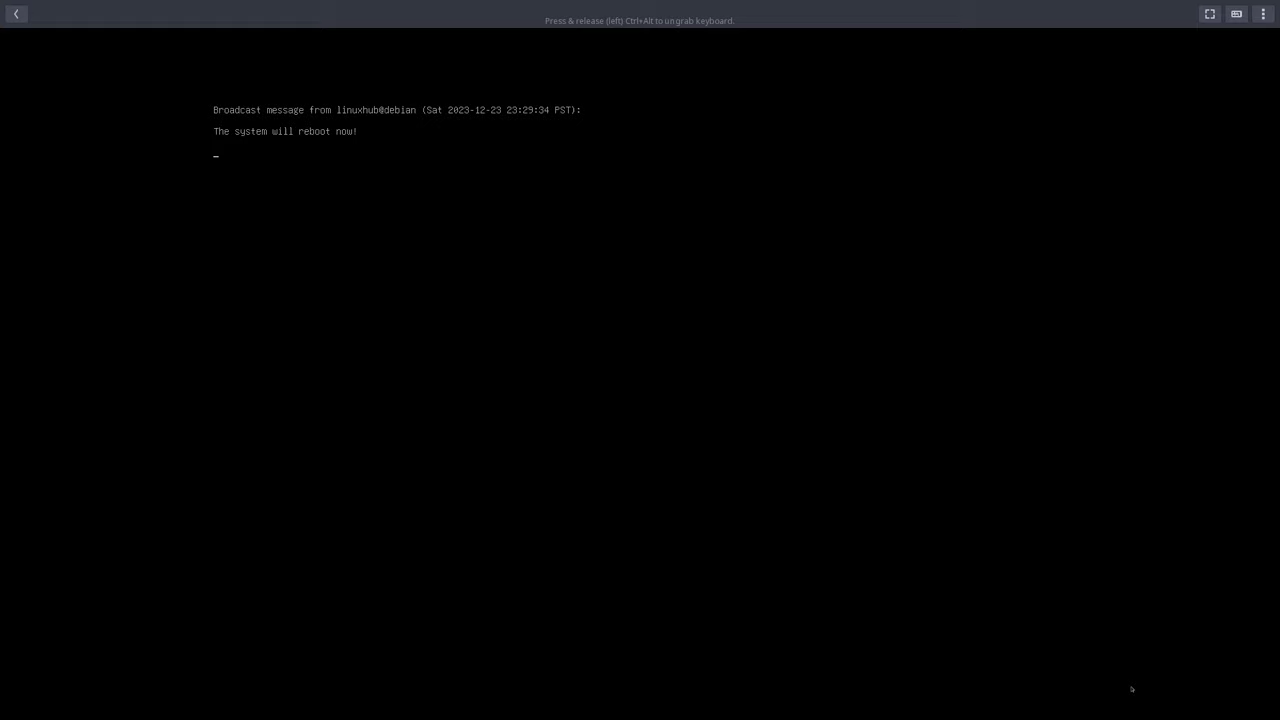 Press & release (left) Ctrl+Alt to ungrab keyboard.
Broadcast message from linuxhub@debian (Sat 2023-12-23 23:29:34 PST):
The system will reboot now!